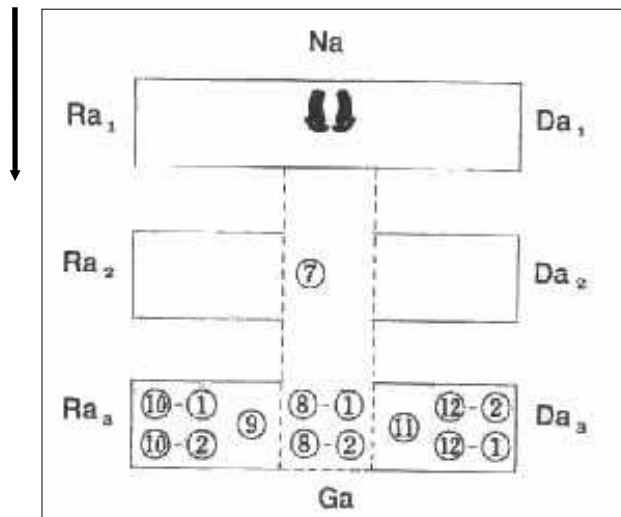 Na
Ra₁ Da₁
Ra₂ ⑦ Da₂
Ra₃ ⑩-① ⑨ ⑧-① ⑪ ⑫-② Da₃
⑩-② ⑧-② ⑫-①
Ga